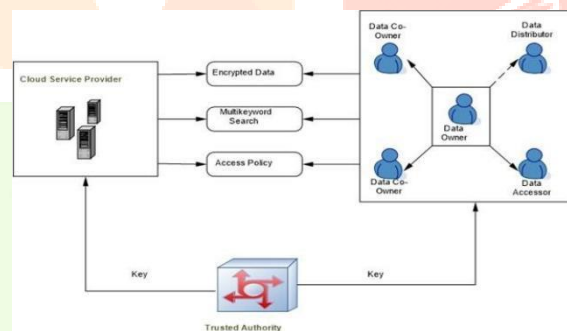 Data Co-
Owner
Data
Distributor
Cloud Service Provider
Encrypted Data
Multikeyword
Search
Data
Owner
Access Policy
Data Co-
Owner
Data
Accessor
Key
Key
Trusted Authority